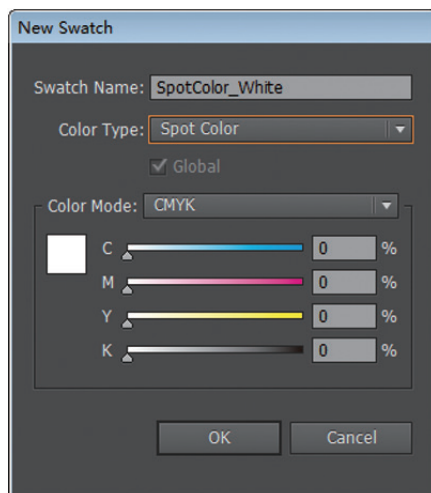 New Swatch
Swatch Name: SpotColor_White
Color Type: Spot Color
Global
Color Mode: CMYK
C 0 %
M 0 %
Y 0 %
K 0 %
OK Cancel